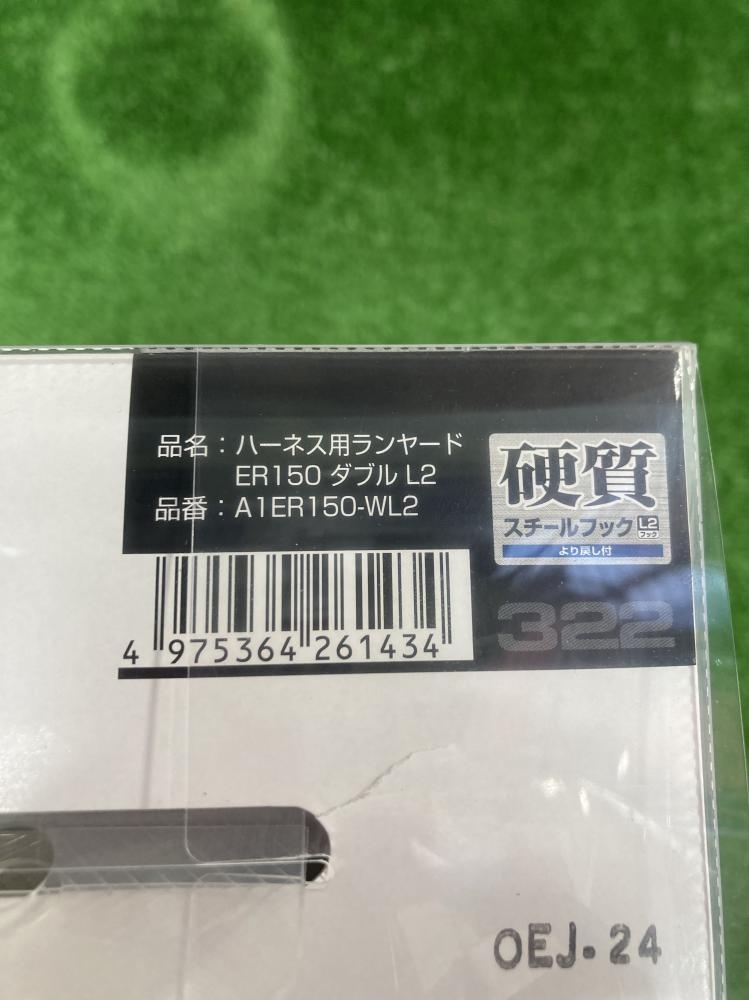 品名：ハーネス用ランヤード
ER150 ダブル L2
品番：A1ER150-WL2
硬質
スチールフック L2フック
より戻し付
4 975364 261434
322
OEJ-24